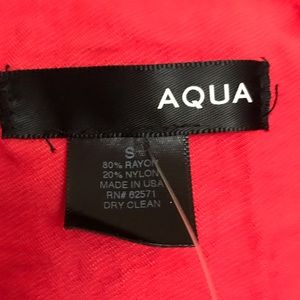 AQUA
S
80% RAYON
20% NYLON
MADE IN USA
RN# 62571
DRY CLEAN